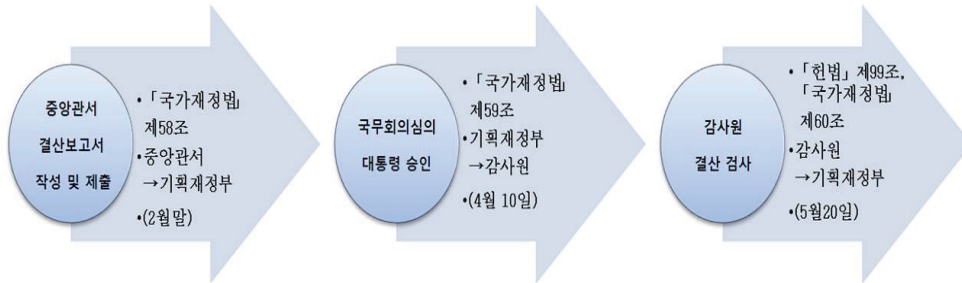 중앙관서
결산보고서
작성 및 제출
•「국가재정법」
제58조
•중앙관서
→기획재정부
•(2월말)
국무회의심의
대통령 승인
•「국가재정법」
제59조
•기획재정부
→감사원
•(4월 10일)
감사원
결산 검사
•「헌법」제99조,
「국가재정법」
제60조
•감사원
→기획재정부
•(5월20일)